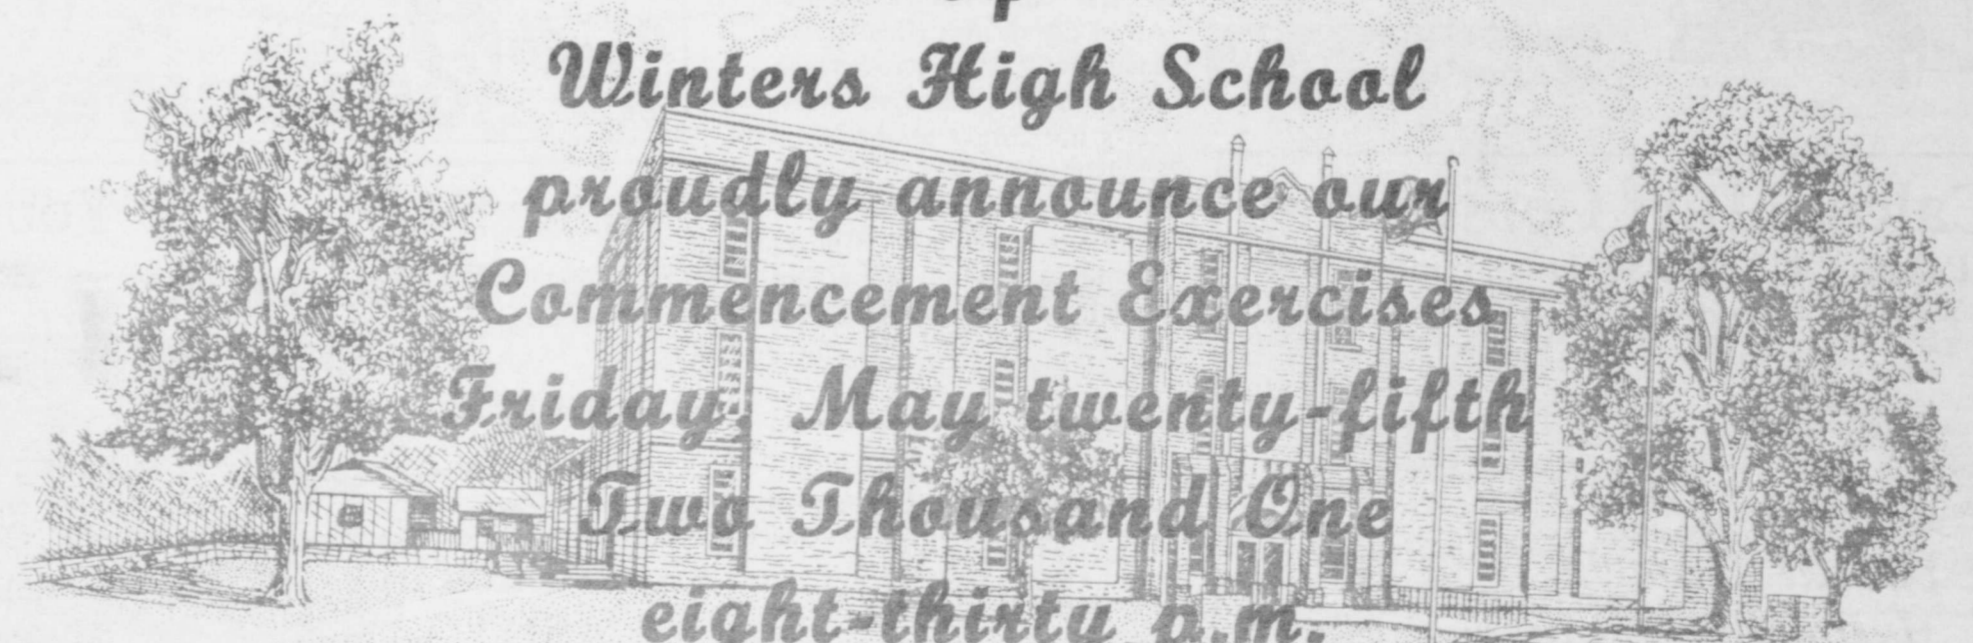 Winters High School
proudly announce our
Commencement Exercises
Friday, May twenty-fifth
Two Thousand One
eight-thirty p.m.